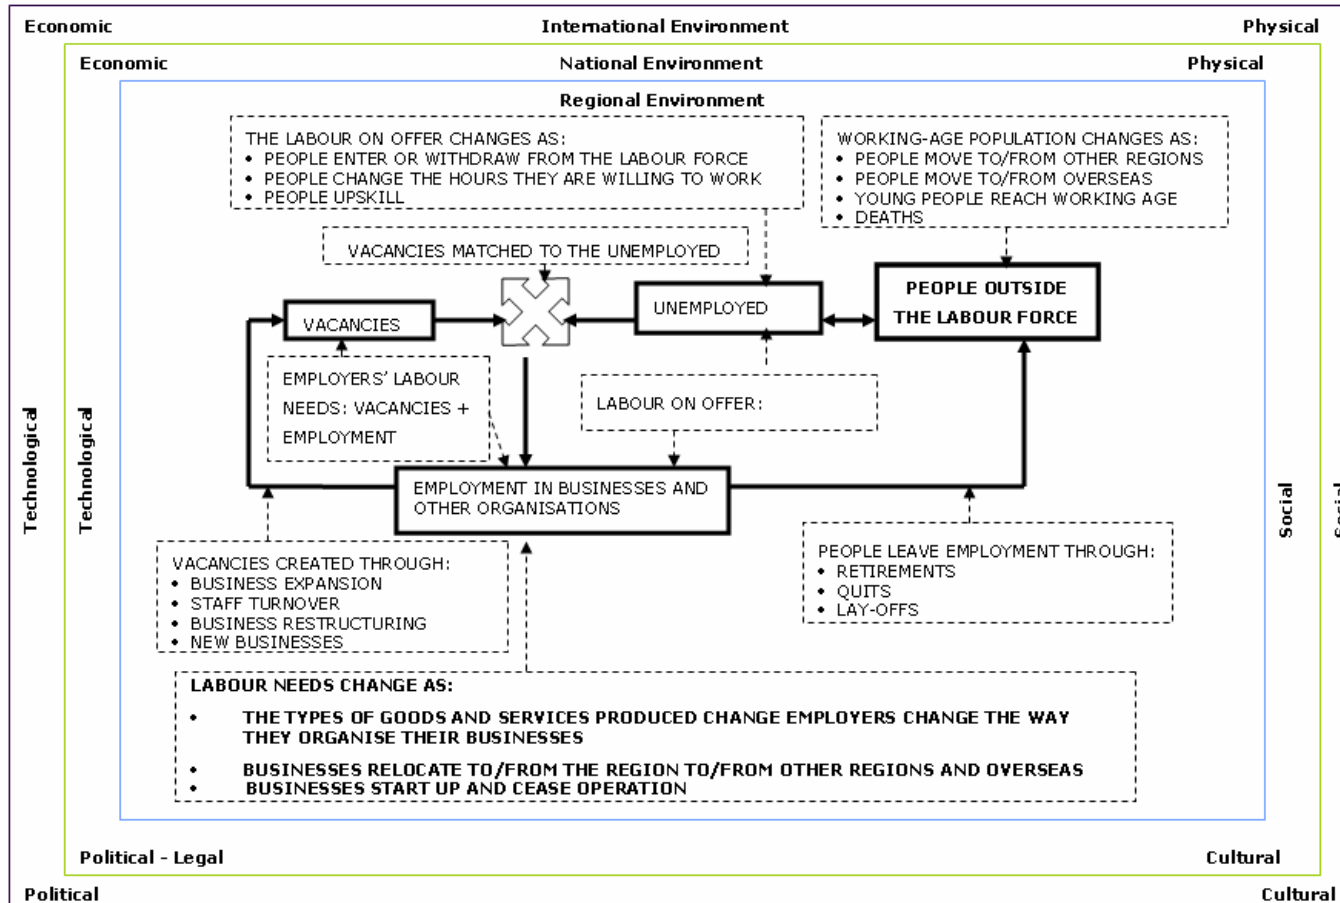 Economic International Environment Physical
Economic National Environment Physical
Regional Environment
THE LABOUR ON OFFER CHANGES AS:
• PEOPLE ENTER OR WITHDRAW FROM THE LABOUR FORCE
• PEOPLE CHANGE THE HOURS THEY ARE WILLING TO WORK
• PEOPLE UPSKILL
WORKING-AGE POPULATION CHANGES AS:
• PEOPLE MOVE TO/FROM OTHER REGIONS
• PEOPLE MOVE TO/FROM OVERSEAS
• YOUNG PEOPLE REACH WORKING AGE
• DEATHS
VACANCIES MATCHED TO THE UNEMPLOYED
VACANCIES
UNEMPLOYED
PEOPLE OUTSIDE
THE LABOUR FORCE
EMPLOYERS' LABOUR
NEEDS: VACANCIES +
EMPLOYMENT
LABOUR ON OFFER:
Technological
Technological
EMPLOYMENT IN BUSINESSES AND
OTHER ORGANISATIONS
Social
Social
VACANCIES CREATED THROUGH:
• BUSINESS EXPANSION
• STAFF TURNOVER
• BUSINESS RESTRUCTURING
• NEW BUSINESSES
PEOPLE LEAVE EMPLOYMENT THROUGH:
• RETIREMENTS
• QUITS
• LAY-OFFS
LABOUR NEEDS CHANGE AS:
• THE TYPES OF GOODS AND SERVICES PRODUCED CHANGE EMPLOYERS CHANGE THE WAY
THEY ORGANISE THEIR BUSINESSES
• BUSINESSES RELOCATE TO/FROM THE REGION TO/FROM OTHER REGIONS AND OVERSEAS
• BUSINESSES START UP AND CEASE OPERATION
Political - Legal Cultural
Political Cultural